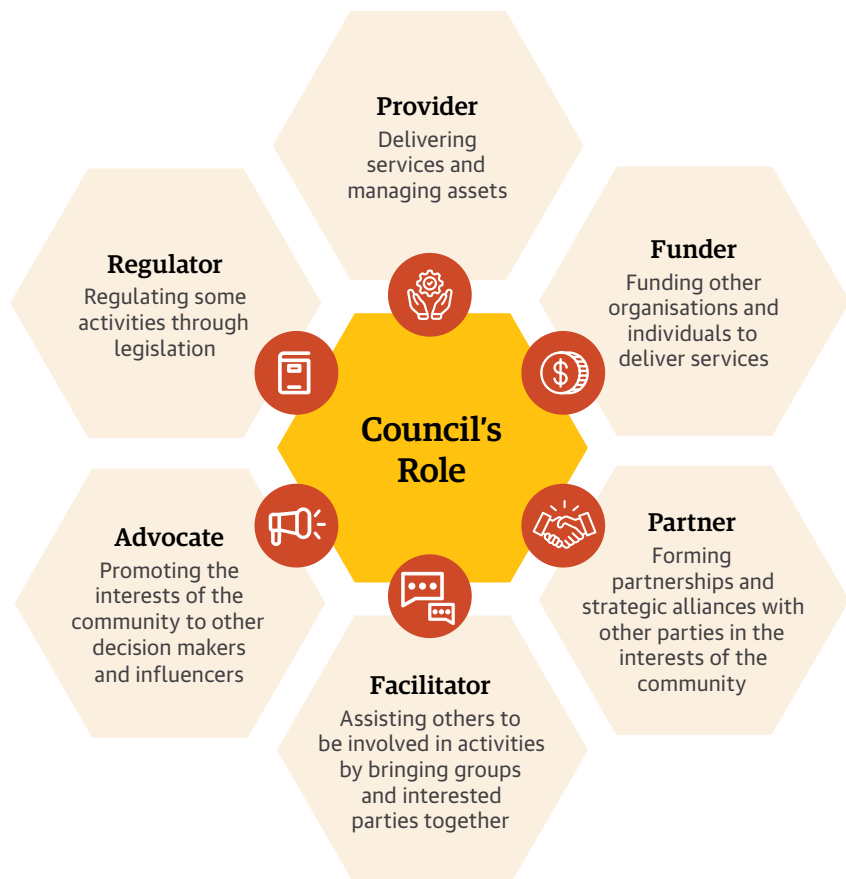 Provider
Delivering
services and
managing assets
Funder
Funding other
organisations and
individuals to
deliver services
Partner
Forming
partnerships and
strategic alliances with
other parties in the
interests of the
community
Facilitator
Assisting others to
be involved in activities
by bringing groups
and interested
parties together
Advocate
Promoting the
interests of the
community to other
decision makers
and influencers
Regulator
Regulating some
activities through
legislation
Council's
Role
$